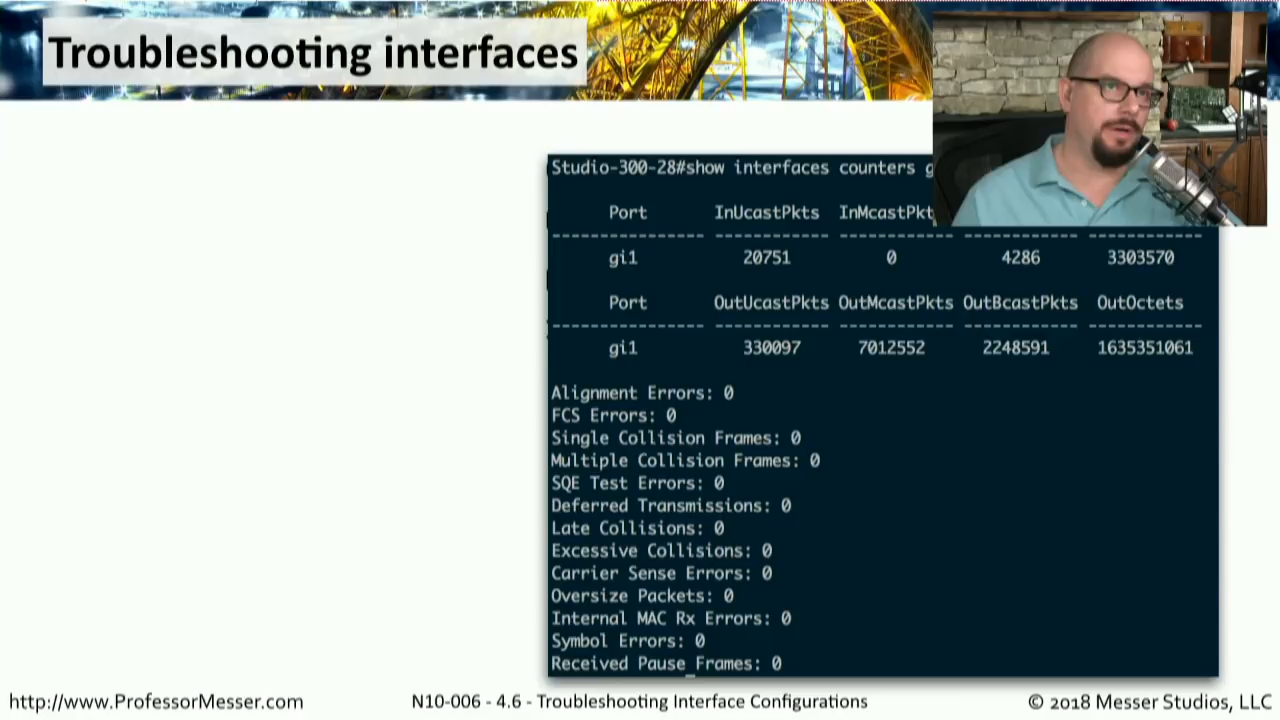 Troubleshooting interfaces
Studio-300-28#show interfaces counters g
Port InUcastPkts InMcastPkt
--------------- ------------ ------------ ------------ ------------
gi1 20751 0 4286 3303570
Port OutUcastPkts OutMcastPkts OutBcastPkts OutOctets
--------------- ------------ ------------ ------------ ------------
gi1 330097 7012552 2248591 1635351061
Alignment Errors: 0
FCS Errors: 0
Single Collision Frames: 0
Multiple Collision Frames: 0
SQE Test Errors: 0
Deferred Transmissions: 0
Late Collisions: 0
Excessive Collisions: 0
Carrier Sense Errors: 0
Oversize Packets: 0
Internal MAC Rx Errors: 0
Symbol Errors: 0
Received Pause Frames: 0
http://www.ProfessorMesser.com N10-006 - 4.6 - Troubleshooting Interface Configurations © 2018 Messer Studios, LLC